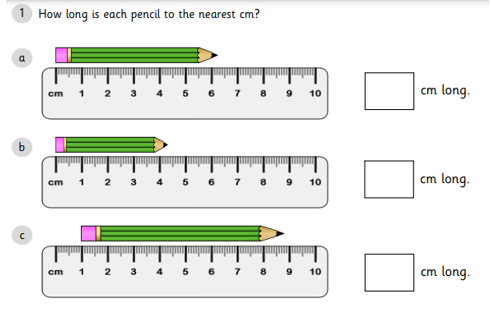 1 How long is each pencil to the nearest cm?
a
cm 1 2 3 4 5 6 7 8 9 10
cm long.
b
cm 1 2 3 4 5 6 7 8 9 10
cm long.
c
cm 1 2 3 4 5 6 7 8 9 10
cm long.